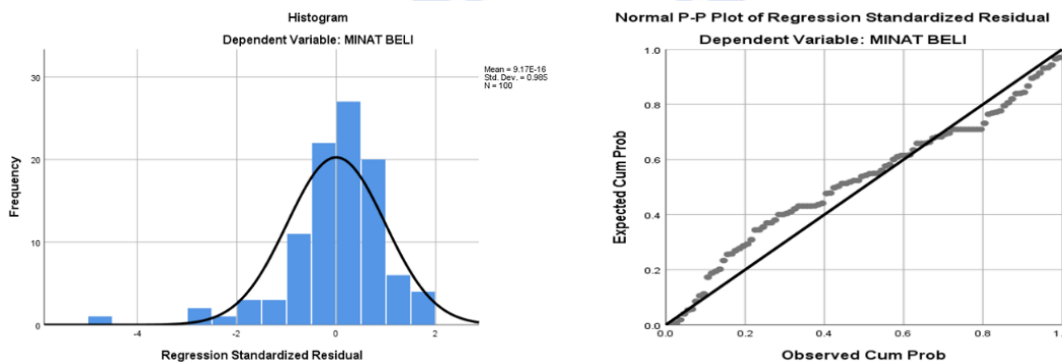 Histogram
Dependent Variable: MINAT BELI
Mean = 9.17E-16
Std. Dev. = 0.985
N = 100
Frequency
30
20
10
0
-4
-2
0
2
Regression Standardized Residual
Normal P-P Plot of Regression Standardized Residual
Dependent Variable: MINAT BELI
Expected Cum Prob
1.0
0.8
0.6
0.4
0.2
0.0
0.0
0.2
0.4
0.6
0.8
Observed Cum Prob